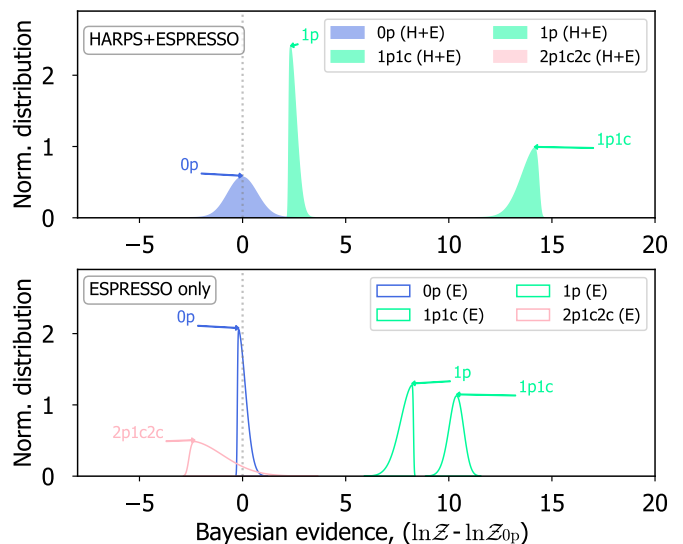 HARPS+ESPRESSO
0p (H+E)
1p (H+E)
1p1c (H+E)
2p1c2c (H+E)
1p
0p
1p1c
Norm. distribution
0
1
2
−5
0
5
10
15
20
ESPRESSO only
0p (E)
1p (E)
1p1c (E)
2p1c2c (E)
0p
1p
1p1c
2p1c2c
Norm. distribution
0
1
2
−5
0
5
10
15
20
Bayesian evidence, (ln𝒵 - ln𝒵₀ₚ)